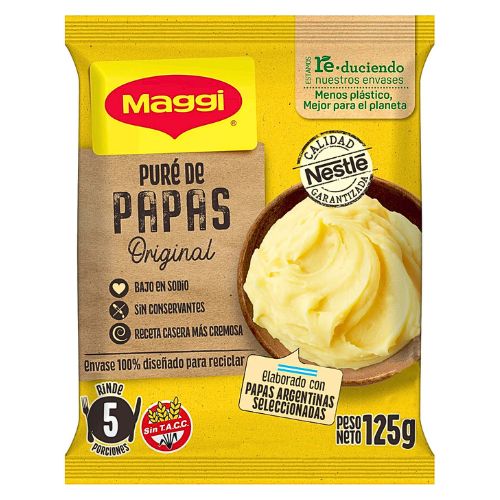 ESTAMOS
re·duciendo
nuestros envases
Menos plástico,
Mejor para el planeta
Maggi
®
CALIDAD
Nestlé
GARANTIZADA
PURÉ DE
PAPAS
Original
BAJO EN SODIO
SIN CONSERVANTES
RECETA CASERA MÁS CREMOSA
Envase 100% diseñado para reciclar
elaborado con
PAPAS ARGENTINAS
SELECCIONADAS
RINDE
5
PORCIONES
Sin T.A.C.C.
PESO
NETO 125g